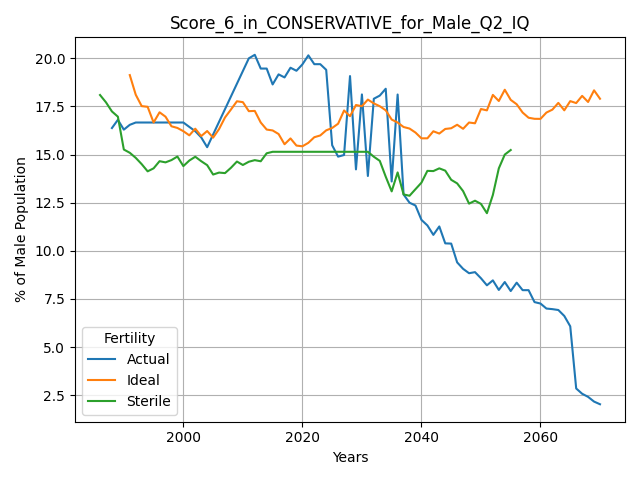 Score_6_in_CONSERVATIVE_for_Male_Q2_IQ
% of Male Population
20.0
17.5
15.0
12.5
10.0
7.5
5.0
2.5
Fertility
Actual
Ideal
Sterile
2000
2020
2040
2060
Years